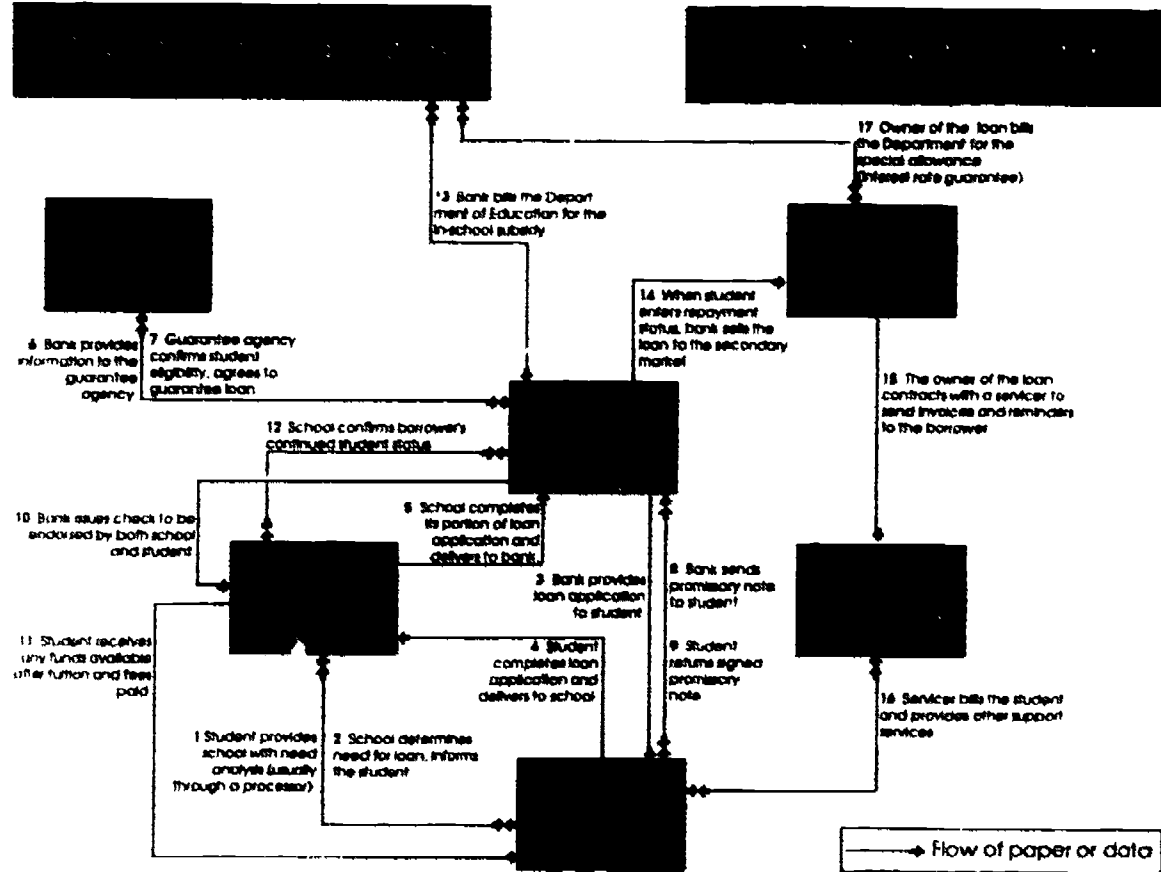 17 Owner of the loan bills
the Department for the
special allowance
(interest rate guarantee)
13 Bank bills the Depart
ment of Education for the
in-school subsidy
14 When student
enters repayment
status, bank sells the
loan to the secondary
market
6 Bank provides
information to the
guarantee
agency
7 Guarantee agency
confirms student
eligibility, agrees to
guarantee loan
15 The owner of the loan
contracts with a servicer to
send invoices and reminders
to the borrower
12 School confirms borrower's
continued student status
10 Bank issues check to be
endorsed by both school
and student
5 School completes
its portion of loan
application and
delivers to bank
3 Bank provides
loan application
to student
8 Bank sends
promisory note
to student
11 Student receives
any funds available
after tuition and fees
paid
4 Student
completes loan
application and
delivers to school
9 Student
returns signed
promisory
note
16 Servicer bills the student
and provides other support
services
1 Student provides
school with need
analysis (usually
through a processor)
2 School determines
need for loan, informs
the student
Flow of paper or data